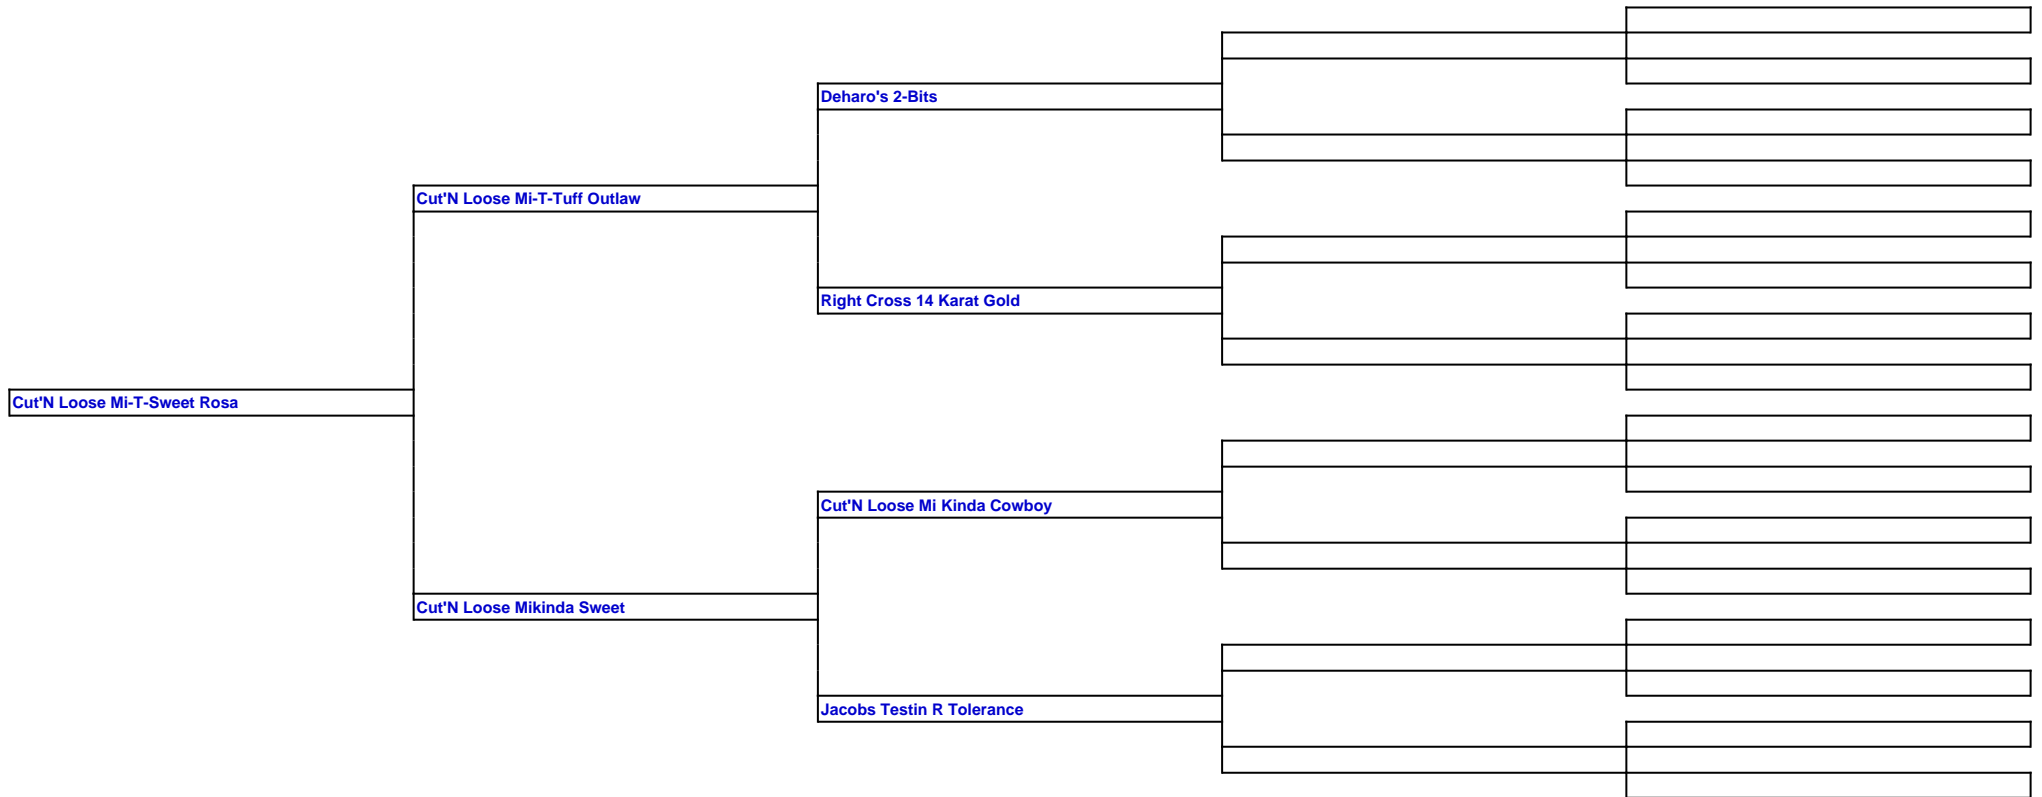 Deharo's 2-Bits
Cut'N Loose Mi-T-Tuff Outlaw
Right Cross 14 Karat Gold
Cut'N Loose Mi-T-Sweet Rosa
Cut'N Loose Mi Kinda Cowboy
Cut'N Loose Mikinda Sweet
Jacobs Testin R Tolerance